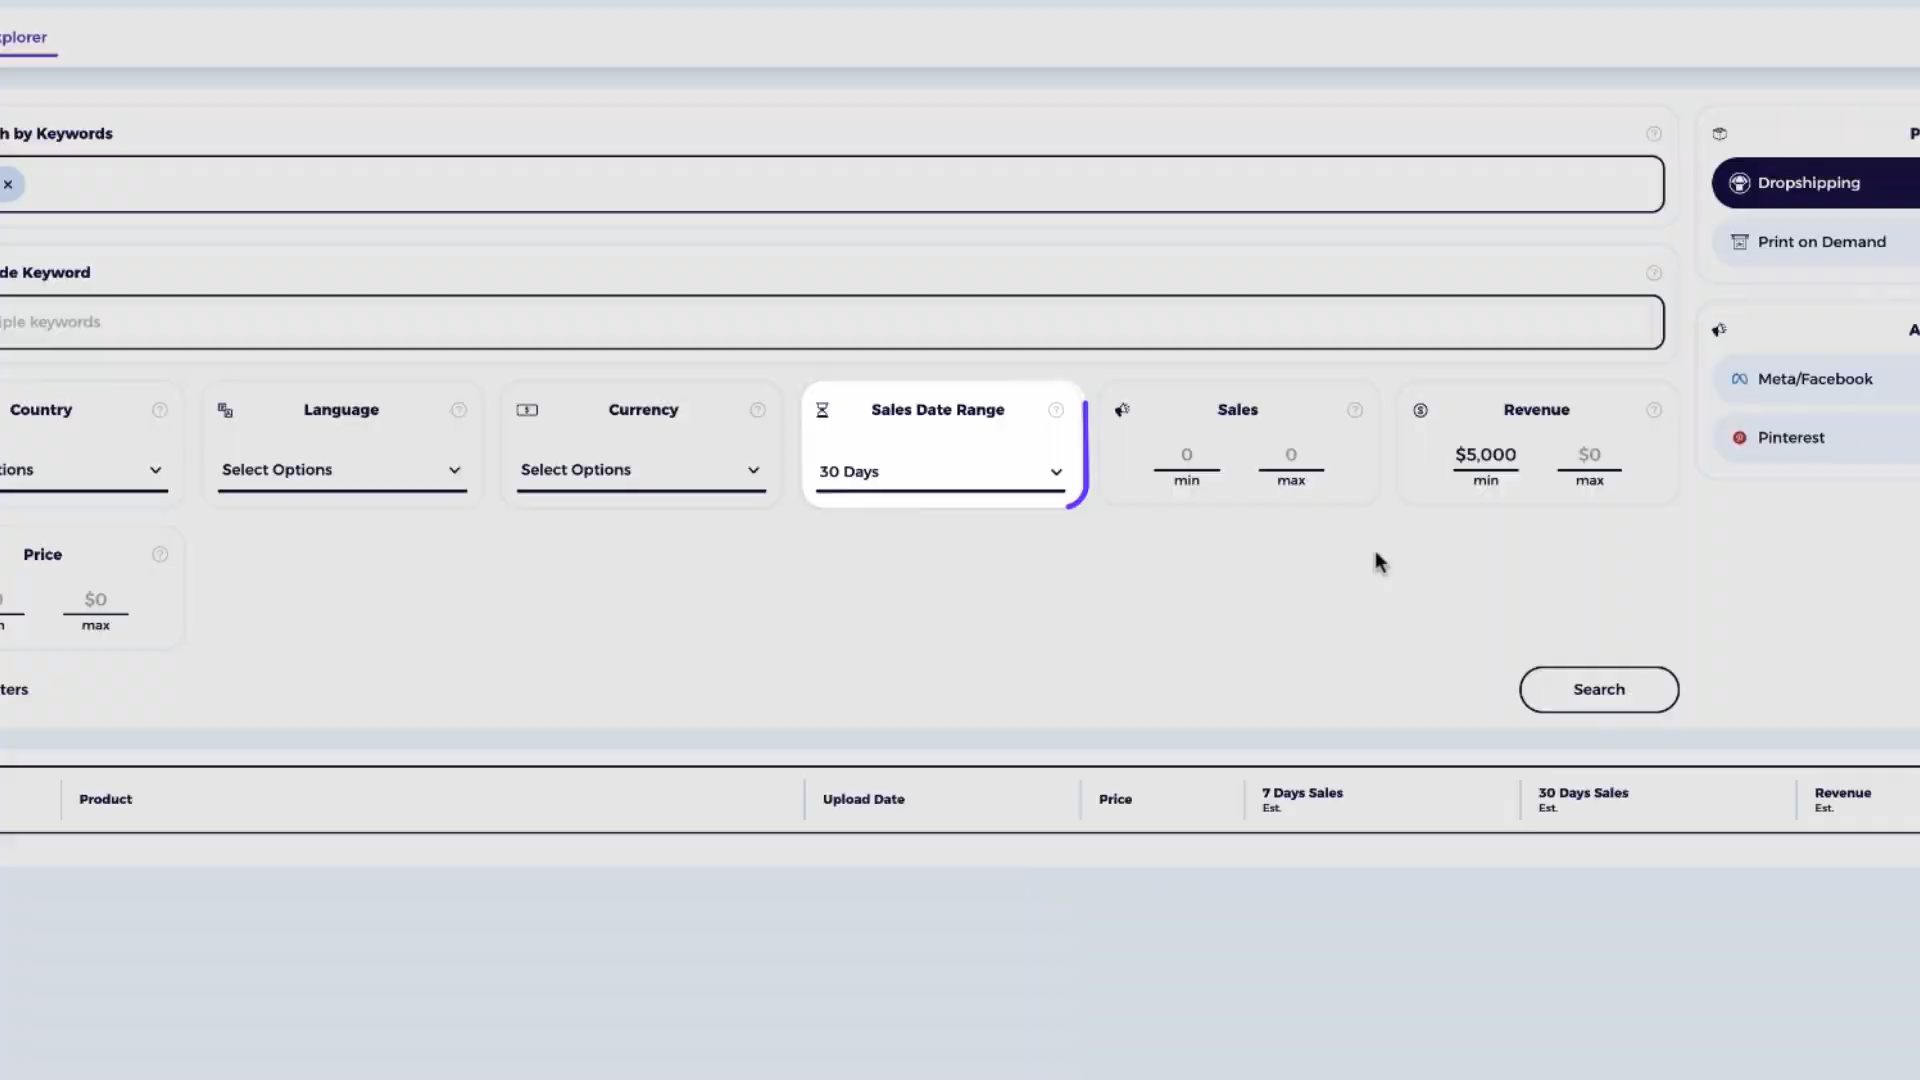 xplorer
h by Keywords
×
de Keyword
iple keywords
Country
ions
Language
Select Options
Currency
Select Options
Sales Date Range
30 Days
Sales
0
min
0
max
Revenue
$5,000
min
$0
max
Price
$0
max
ters
Search
P
Dropshipping
Print on Demand
A
Meta/Facebook
Pinterest
Product
Upload Date
Price
7 Days Sales
Est.
30 Days Sales
Est.
Revenue
Est.